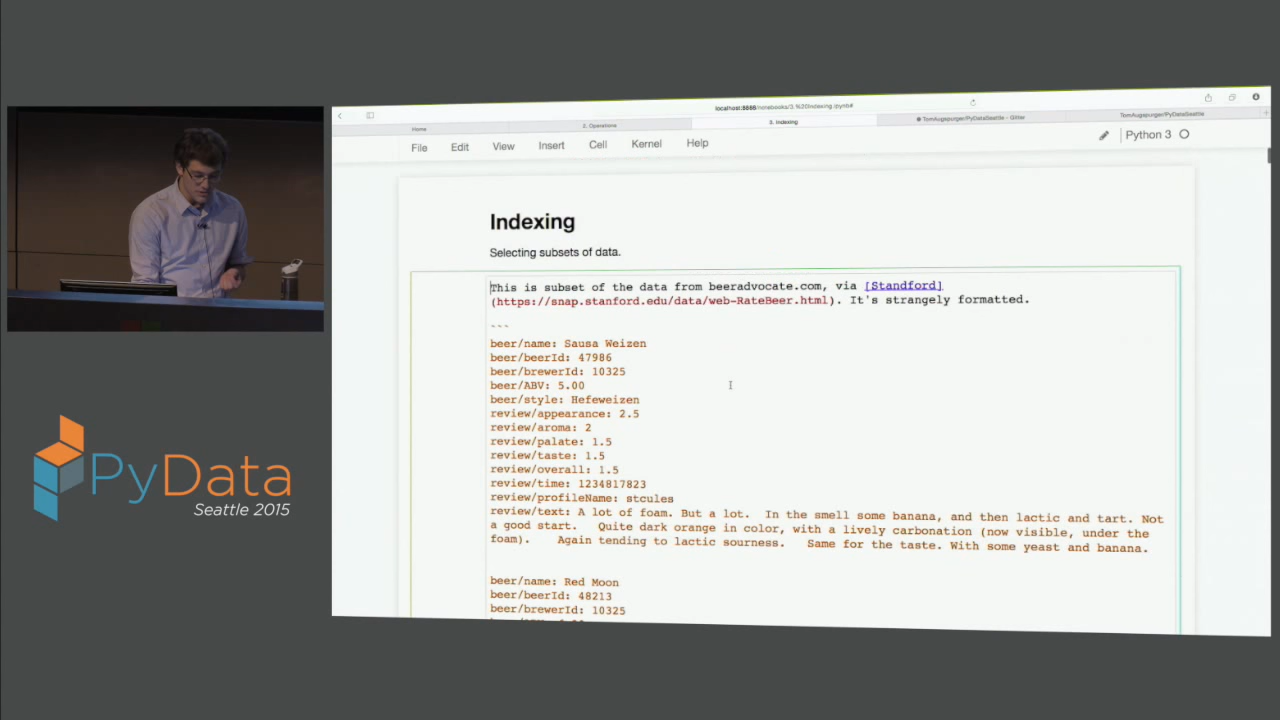 localhost:8888/notebooks/3.%20Indexing.ipynb#
Home
2. Operations
3. Indexing
TomAugspurger/PyDataSeattle - Gitter
TomAugspurger/PyDataSeattle
File Edit View Insert Cell Kernel Help
Python 3
Indexing
Selecting subsets of data.
This is subset of the data from beeradvocate.com, via [Standford]
(https://snap.stanford.edu/data/web-RateBeer.html). It's strangely formatted.
```
beer/name: Sausa Weizen
beer/beerId: 47986
beer/brewerId: 10325
beer/ABV: 5.00
beer/style: Hefeweizen
review/appearance: 2.5
review/aroma: 2
review/palate: 1.5
review/taste: 1.5
review/overall: 1.5
review/time: 1234817823
review/profileName: stcules
review/text: A lot of foam. But a lot. In the smell some banana, and then lactic and tart. Not
a good start. Quite dark orange in color, with a lively carbonation (now visible, under the
foam). Again tending to lactic sourness. Same for the taste. With some yeast and banana.
beer/name: Red Moon
beer/beerId: 48213
beer/brewerId: 10325
PyData
Seattle 2015